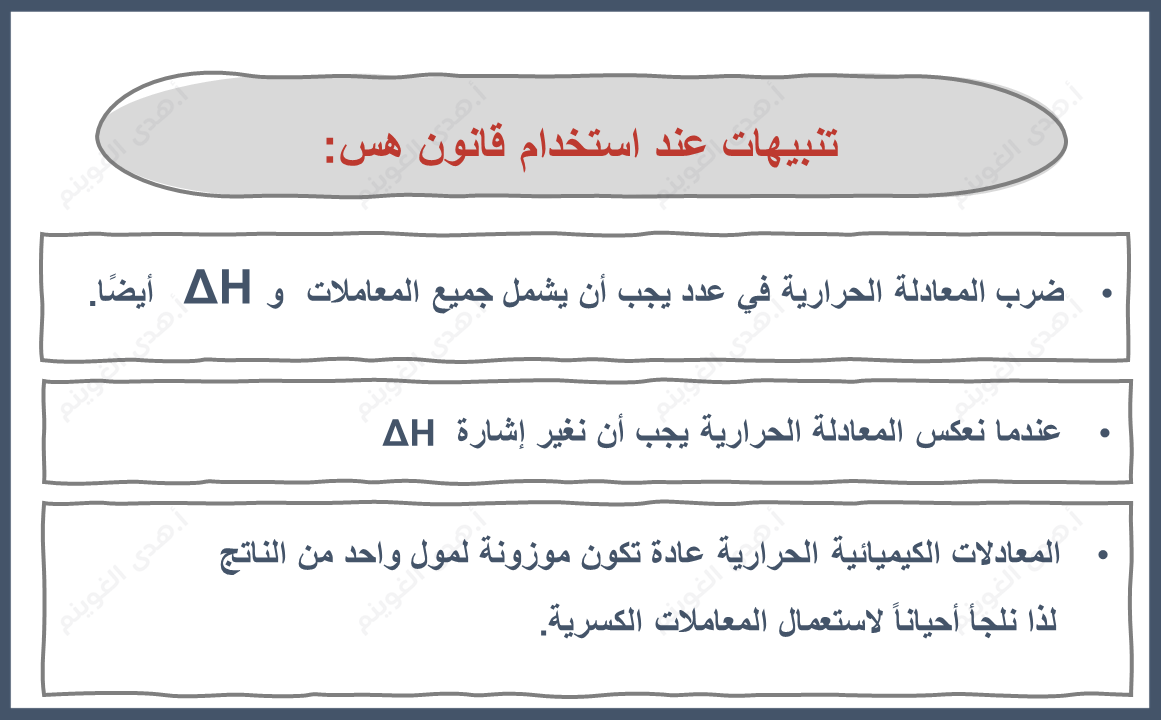 تنبيهات عند استخدام قانون هس:
• ضرب المعادلة الحرارية في عدد يجب أن يشمل جميع المعاملات و ΔH أيضًا.
• عندما نعكس المعادلة الحرارية يجب أن نغير إشارة ΔH
• المعادلات الكيميائية الحرارية عادة تكون موزونة لمول واحد من الناتج
لذا نلجأ أحياناً لاستعمال المعاملات الكسرية.
أ.هدى الغوينم